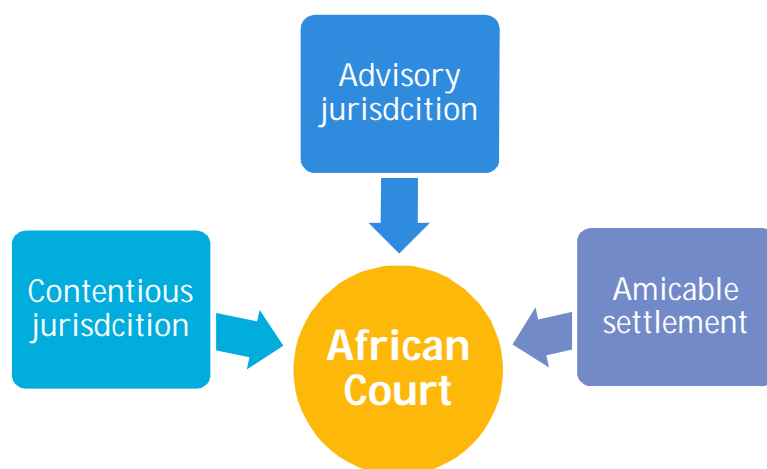 Advisory
jurisdcition
Contentious
jurisdcition
African
Court
Amicable
settlement